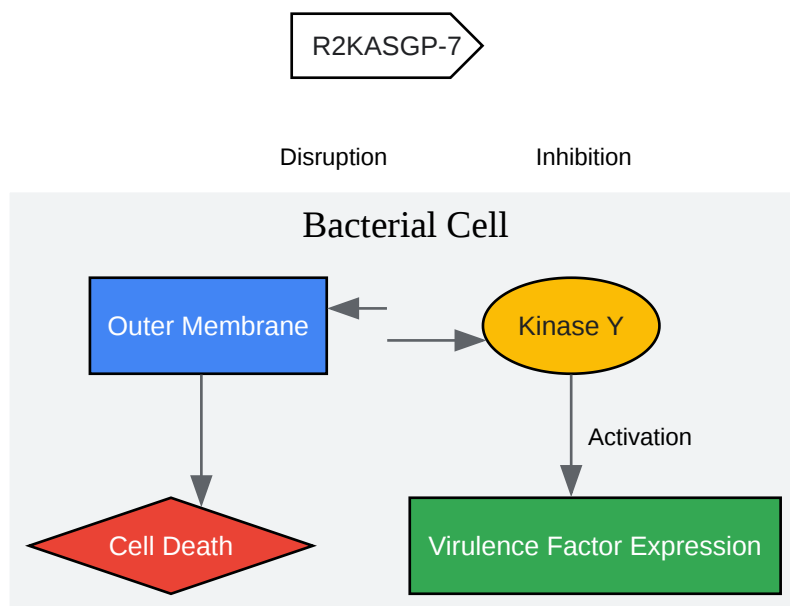 R2KASGP-7
Disruption
Inhibition
Bacterial Cell
Outer Membrane
Kinase Y
Activation
Cell Death
Virulence Factor Expression